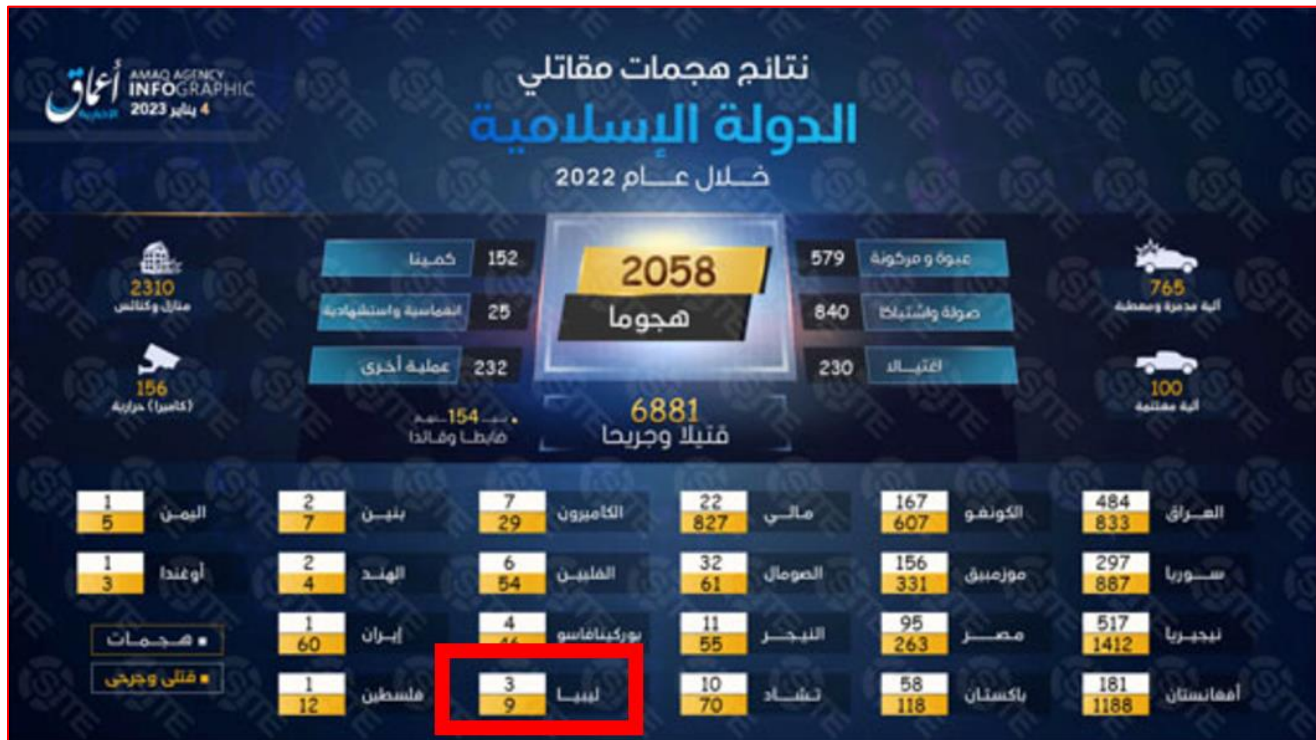 AMAQ AGENCY
INFOGRAPHIC
4 يناير 2023
أعماق
الإخبارية
نتائج هجمات مقاتلي
الدولة الإسلامية
خلال عام 2022
2058
هجوما
579 عبوة و مركونة
840 صولة واشتباكا
230 اغتيالا
152 كمينا
25 انغماسية واستشهادية
232 عملية أخرى
6881
قتيلا وجريحا
بينهم 154
ضابطا وقائدا
765
آلية مدمرة ومعطبة
100
آلية مغتنمة
2310
منازل وكنائس
156
(كاميرا) حرارية
العراق 484 833
الكونغو 167 607
مالي 22 827
الكاميرون 7 29
بنين 2 7
اليمن 1 5
سوريا 297 887
موزمبيق 156 331
الصومال 32 61
الفلبين 6 54
الهند 2 4
أوغندا 1 3
نيجيريا 517 1412
مصر 95 263
النيجر 11 55
بوركينافاسو 4 46
إيران 1 60
هجمات
أفغانستان 181 1188
باكستان 58 118
تشاد 10 70
ليبيا 3 9
فلسطين 1 12
قتلى وجرحى
SITE